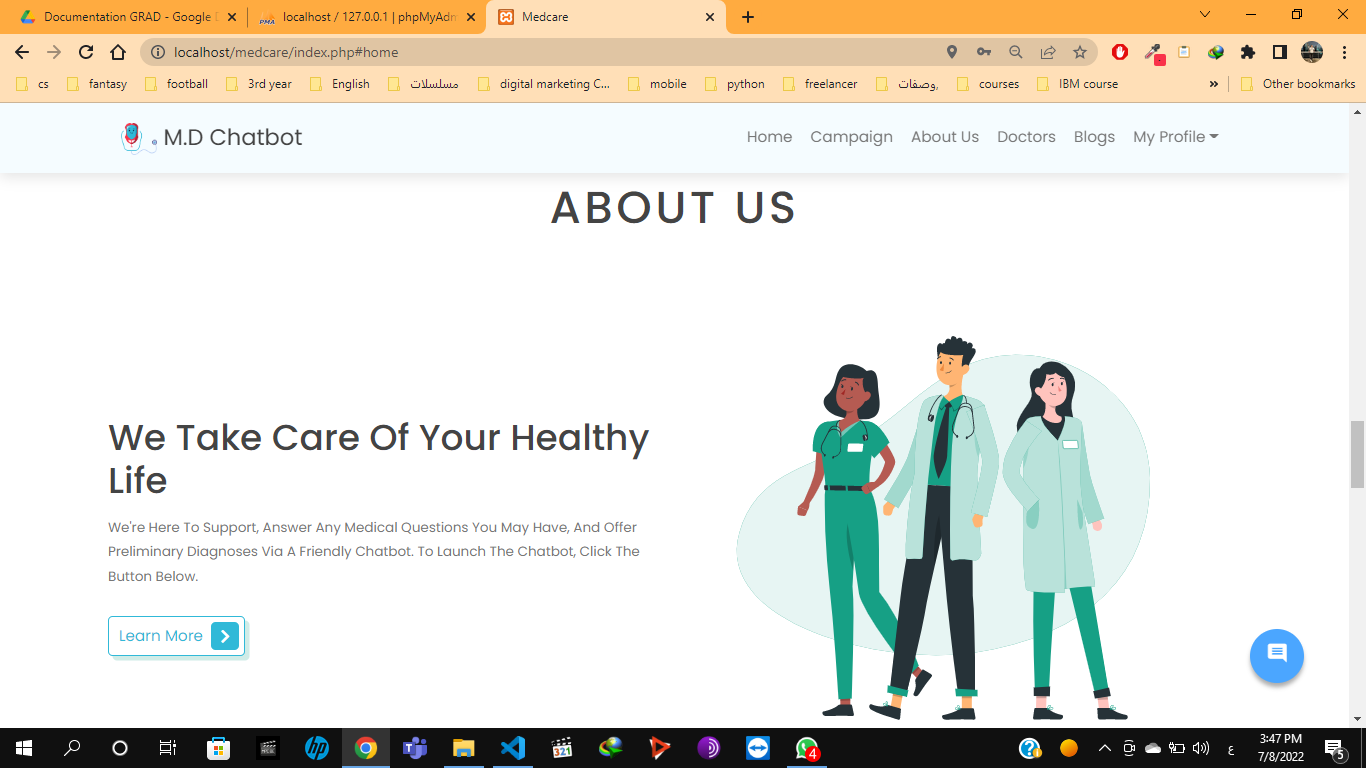 Documentation GRAD - Google D
PMA
localhost / 127.0.0.1 | phpMyAdm
Medcare
localhost/medcare/index.php#home
cs
fantasy
football
3rd year
English
مسلسلات
digital marketing C...
mobile
python
freelancer
وصفات,
courses
IBM course
»
Other bookmarks
M.D Chatbot
Home
Campaign
About Us
Doctors
Blogs
My Profile
ABOUT US
We Take Care Of Your Healthy
Life
We're Here To Support, Answer Any Medical Questions You May Have, And Offer
Preliminary Diagnoses Via A Friendly Chatbot. To Launch The Chatbot, Click The
Button Below.
Learn More
hp
321
4
ع
3:47 PM
7/8/2022
5